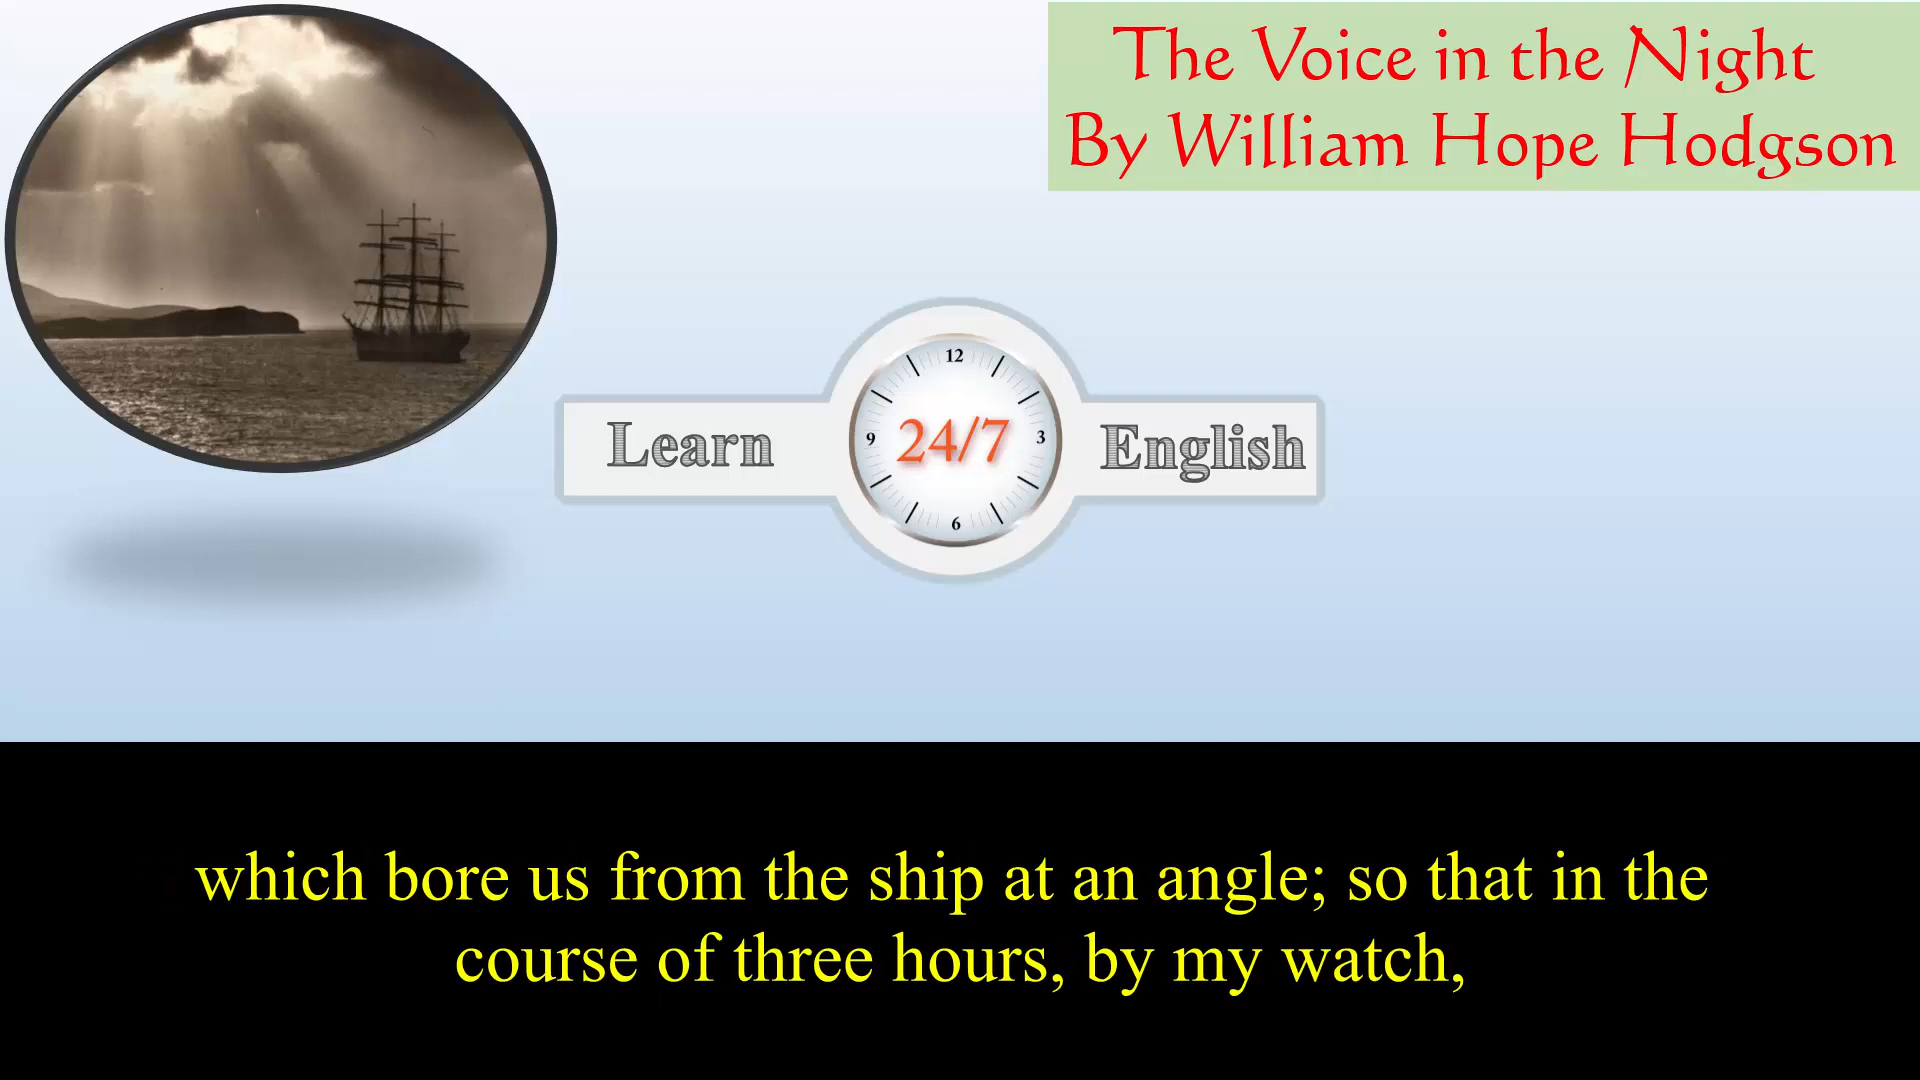 The Voice in the Night
By William Hope Hodgson
12
Learn
9
24/7
3
English
6
which bore us from the ship at an angle; so that in the
course of three hours, by my watch,